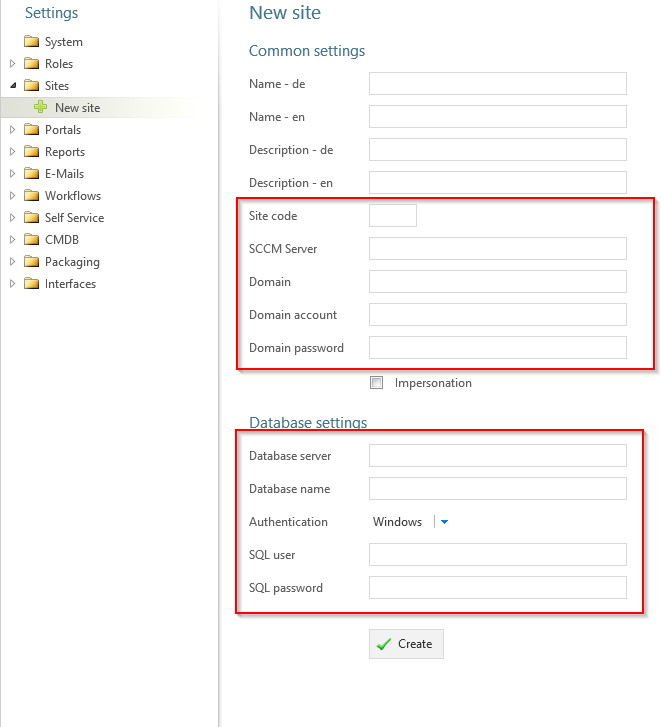 Settings
System
Roles
Sites
New site
Portals
Reports
E-Mails
Workflows
Self Service
CMDB
Packaging
Interfaces
New site
Common settings
Name - de
Name - en
Description - de
Description - en
Site code
SCCM Server
Domain
Domain account
Domain password
Impersonation
Database settings
Database server
Database name
Authentication Windows
SQL user
SQL password
Create